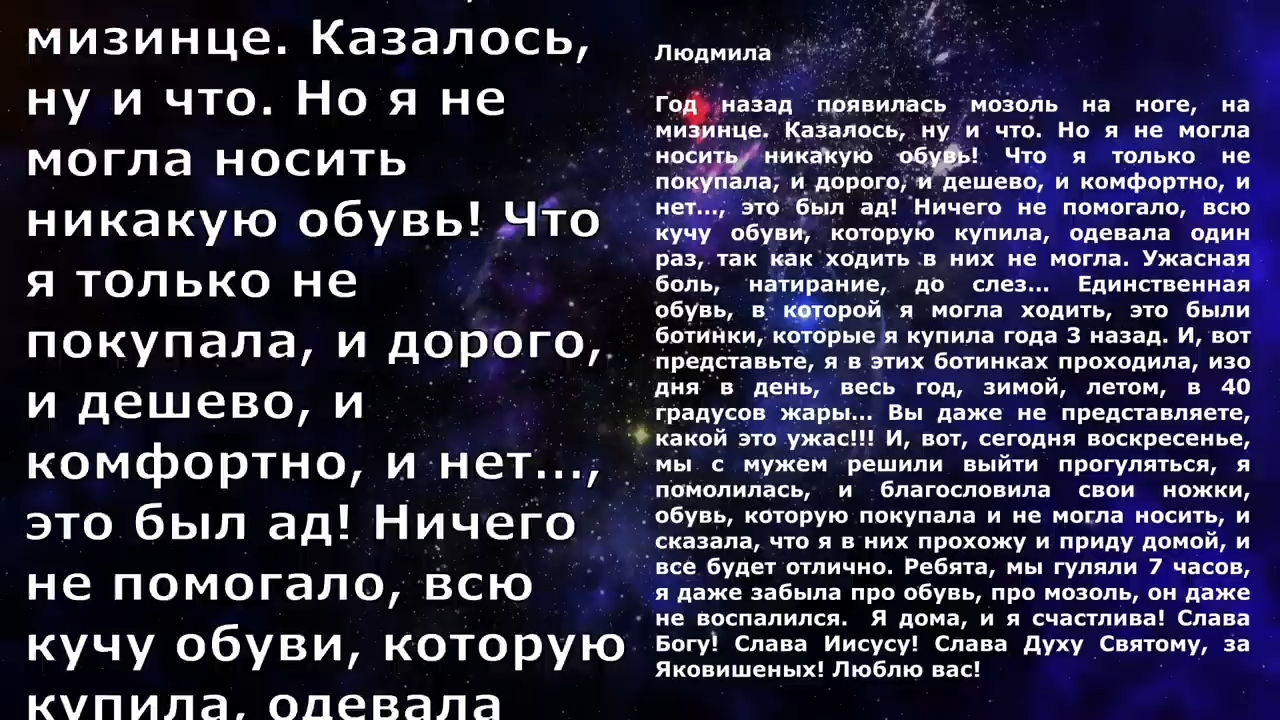 мизинце. Казалось,
ну и что. Но я не
могла носить
никакую обувь! Что
я только не
покупала, и дорого,
и дешево, и
комфортно, и нет...,
это был ад! Ничего
не помогало, всю
кучу обуви, которую
купила, одевала
Людмила
Год назад появилась мозоль на ноге, на
мизинце. Казалось, ну и что. Но я не могла
носить никакую обувь! Что я только не
покупала, и дорого, и дешево, и комфортно, и
нет..., это был ад! Ничего не помогало, всю
кучу обуви, которую купила, одевала один
раз, так как ходить в них не могла. Ужасная
боль, натирание, до слез... Единственная
обувь, в которой я могла ходить, это были
ботинки, которые я купила года 3 назад. И, вот
представьте, я в этих ботинках проходила, изо
дня в день, весь год, зимой, летом, в 40
градусов жары... Вы даже не представляете,
какой это ужас!!! И, вот, сегодня воскресенье,
мы с мужем решили выйти прогуляться, я
помолилась, и благословила свои ножки,
обувь, которую покупала и не могла носить, и
сказала, что я в них прохожу и приду домой, и
все будет отлично. Ребята, мы гуляли 7 часов,
я даже забыла про обувь, про мозоль, он даже
не воспалился. Я дома, и я счастлива! Слава
Богу! Слава Иисусу! Слава Духу Святому, за
Яковишеных! Люблю вас!